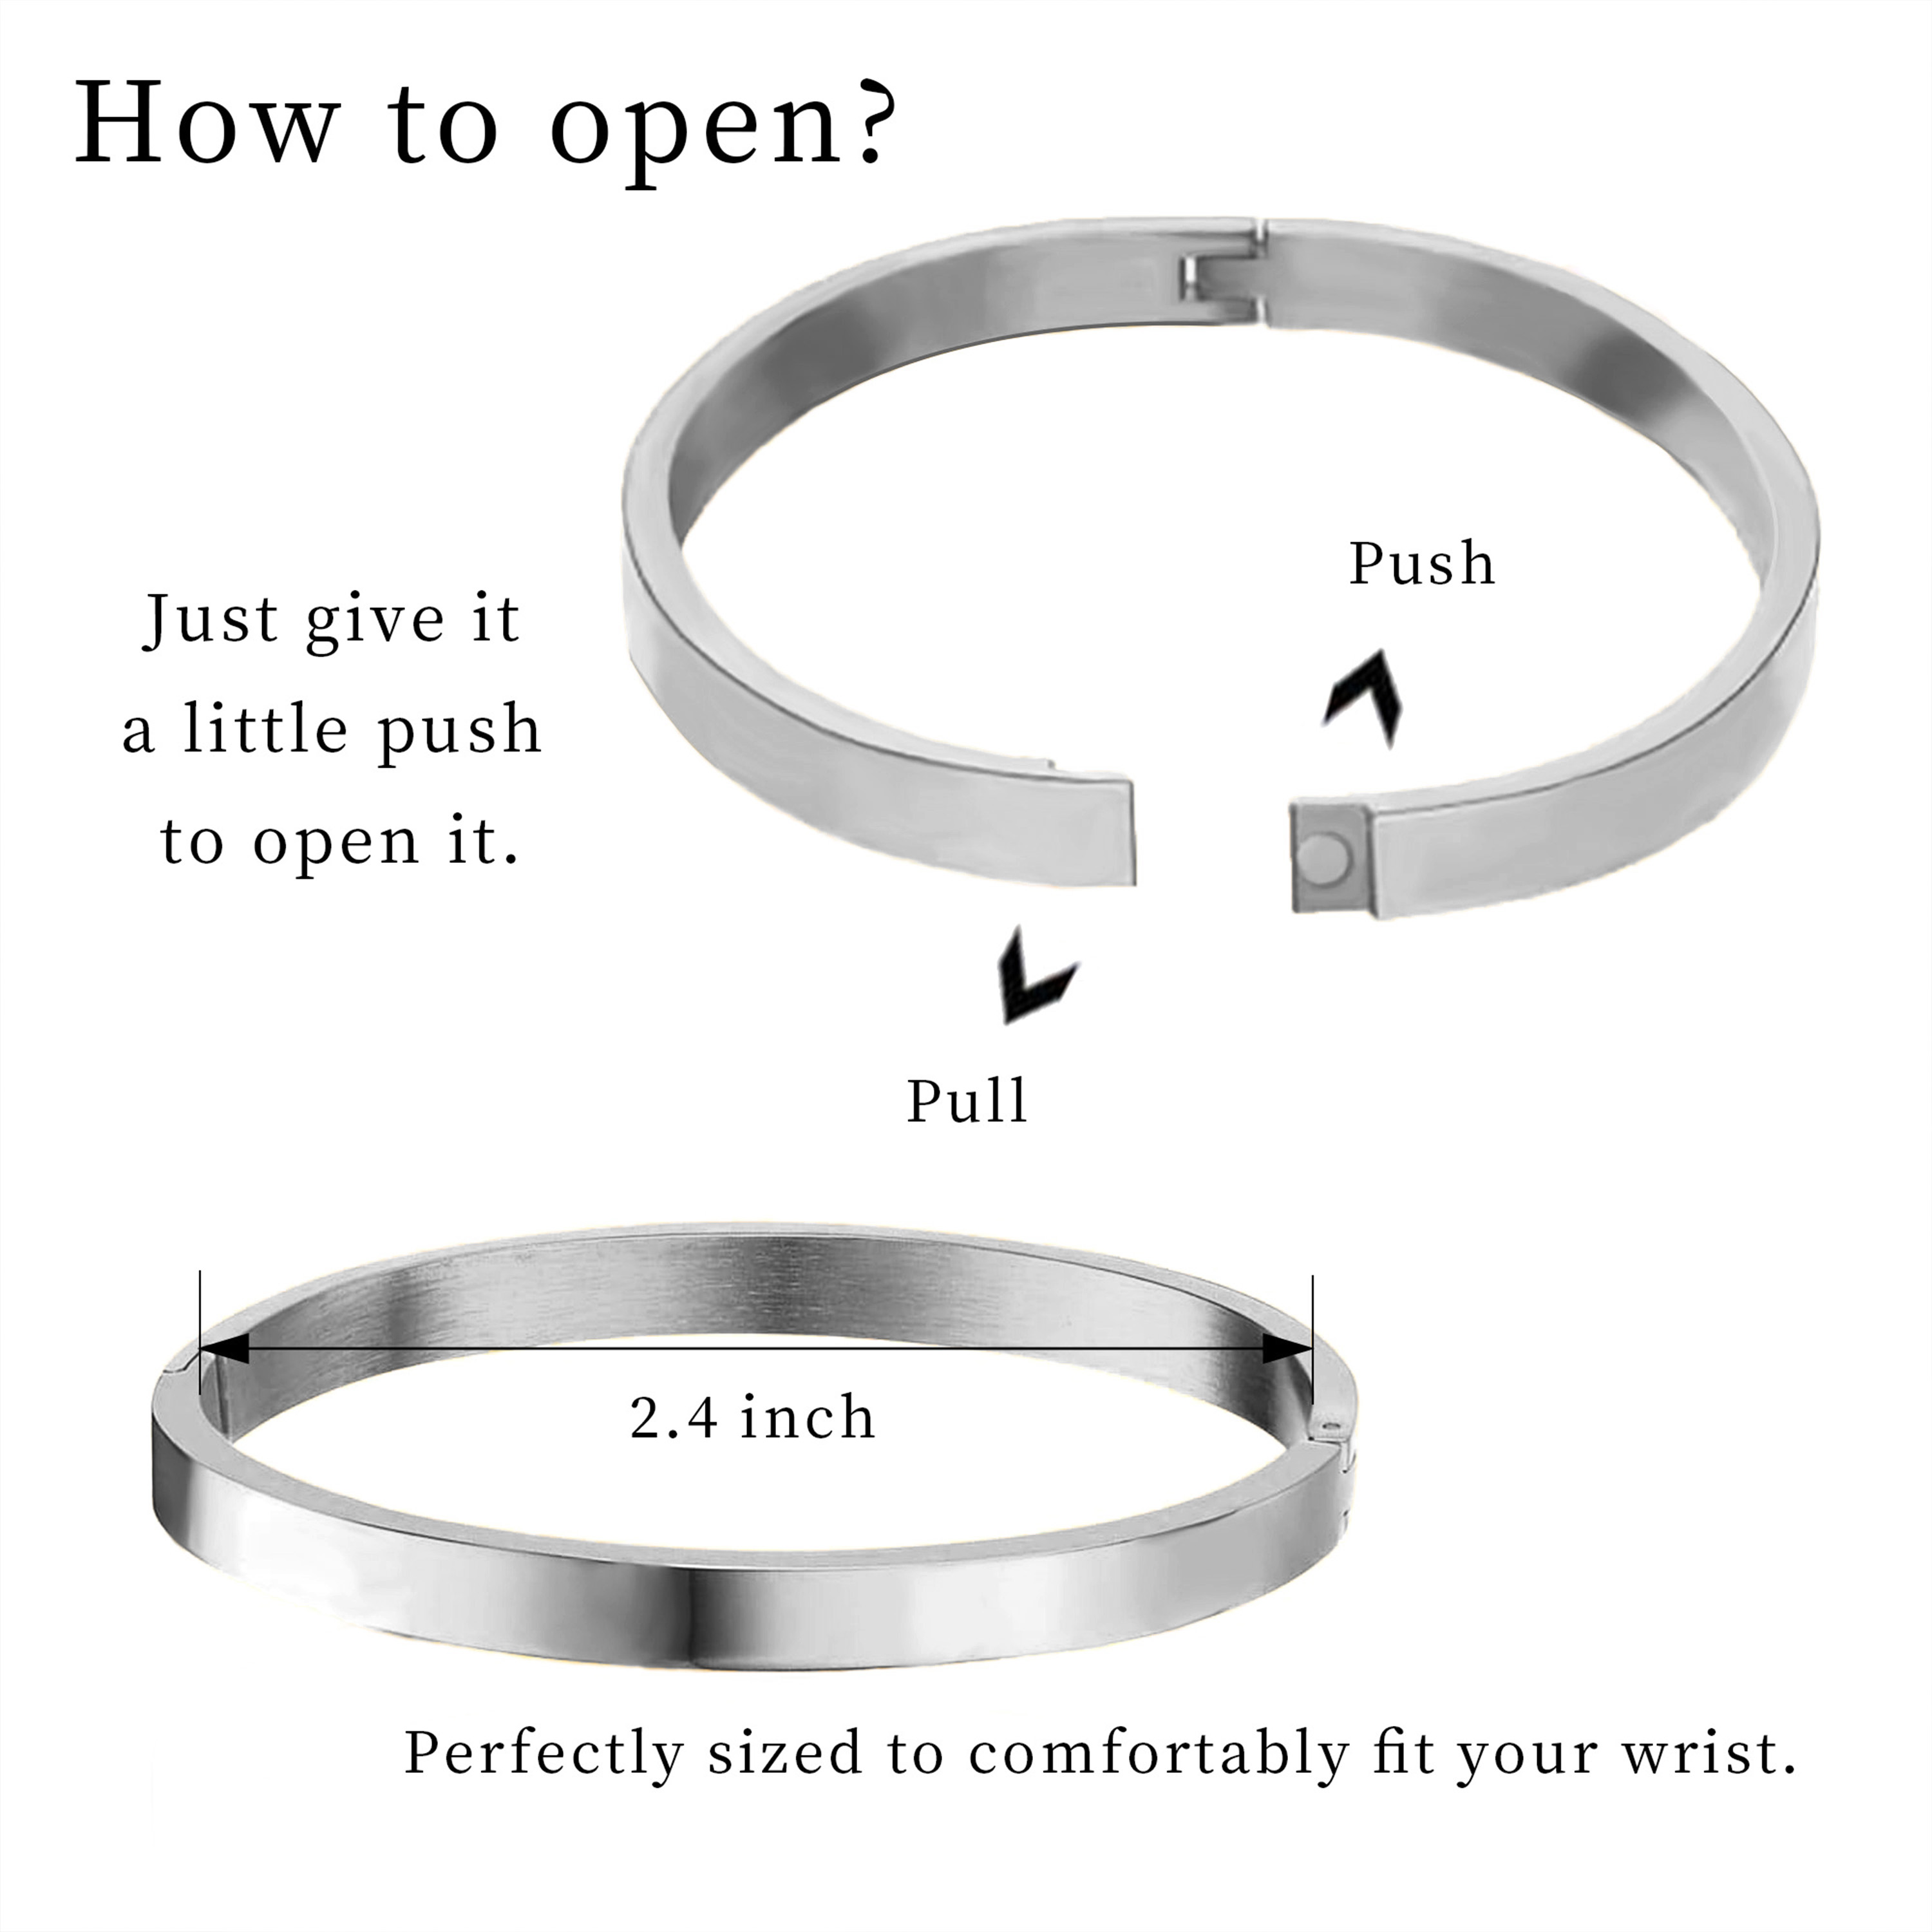 How to open?
Push
Just give it
a little push
to open it.
Pull
2.4 inch
Perfectly sized to comfortably fit your wrist.